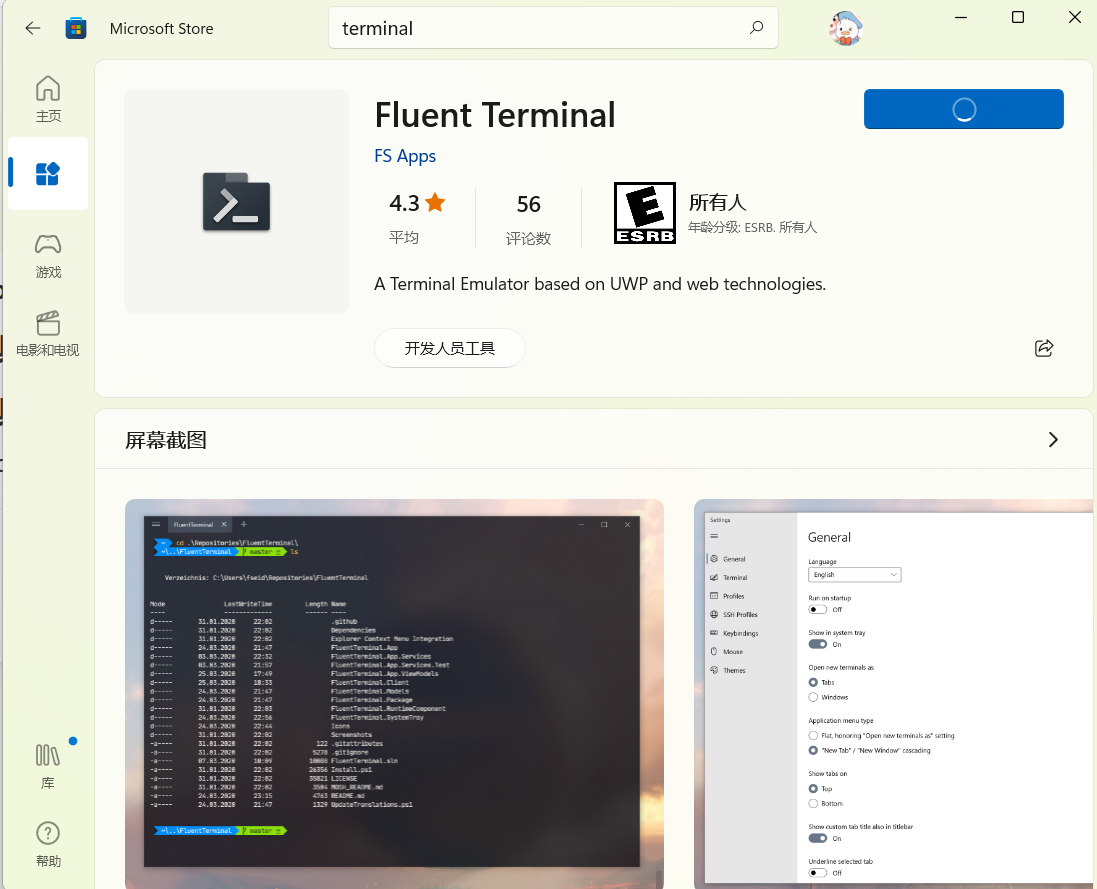 Microsoft Store
terminal
主页
游戏
电影和电视
库
帮助
Fluent Terminal
FS Apps
4.3
平均
56
评论数
E
ESRB
所有人
年龄分级: ESRB. 所有人
A Terminal Emulator based on UWP and web technologies.
开发人员工具
屏幕截图
FluentTerminal
cd .\Repositories\FluentTerminal\
~\..\FluentTerminal master ls
Verzeichnis: C:\Users\fseid\Repositories\FluentTerminal
Mode LastWriteTime Length Name
---- ------------- ------ ----
d----- 31.01.2020 22:02 .github
d----- 31.01.2020 22:02 Dependencies
d----- 31.01.2020 22:02 Explorer Context Menu Integration
d----- 24.03.2020 21:47 FluentTerminal.App
d----- 03.03.2020 22:32 FluentTerminal.App.Services
d----- 03.03.2020 21:57 FluentTerminal.App.Services.Test
d----- 25.03.2020 17:49 FluentTerminal.App.ViewModels
d----- 25.03.2020 18:33 FluentTerminal.Client
d----- 24.03.2020 21:47 FluentTerminal.Models
d----- 24.03.2020 21:47 FluentTerminal.Package
d----- 31.01.2020 22:03 FluentTerminal.RuntimeComponent
d----- 24.03.2020 22:56 FluentTerminal.SystemTray
d----- 24.03.2020 22:44 Icons
d----- 31.01.2020 22:02 Screenshots
-a---- 31.01.2020 22:02 122 .gitattributes
-a---- 31.01.2020 22:02 5278 .gitignore
-a---- 07.03.2020 18:09 FluentTerminal.sln
-a---- 31.01.2020 22:02 26356 Install.ps1
-a---- 31.01.2020 22:02 35821 LICENSE
-a---- 31.01.2020 22:02 3504 MOSH_README.md
-a---- 24.03.2020 23:15 4763 README.md
-a---- 24.03.2020 21:47 1329 UpdateTranslations.ps1
~\..\FluentTerminal master
Settings
General
Terminal
Profiles
SSH Profiles
Keybindings
Mouse
Themes
General
Language
English
Run on startup
Off
Show in system tray
On
Open new terminals as
Tabs
Windows
Application menu type
Flat, honoring "Open new terminals as" setting
"New Tab" / "New Window" cascading
Show tabs on
Top
Bottom
Show custom tab title also in titlebar
On
Underline selected tab
Off